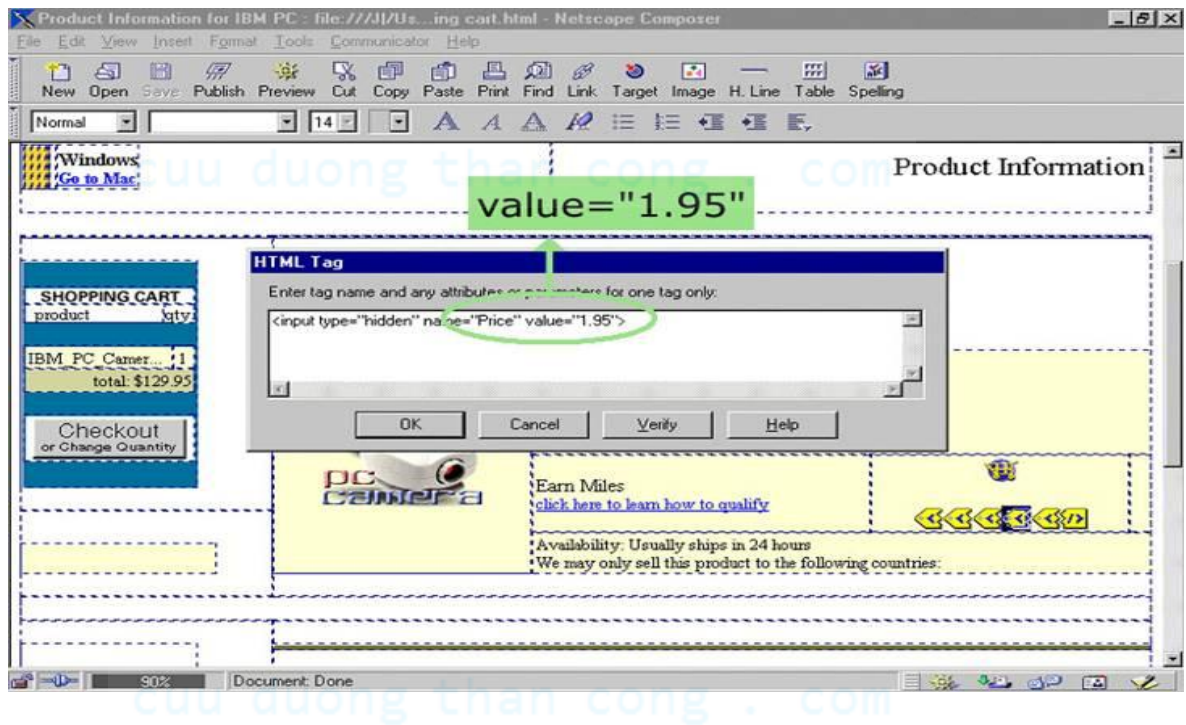 Product Information for IBM PC : file:///J|/Us...ing cart.html - Netscape Composer
File Edit View Insert Format Tools Communicator Help
New Open Save Publish Preview Cut Copy Paste Print Find Link Target Image H. Line Table Spelling
Normal 14
Windows
Go to Mac
Product Information
cuu duong than cong . com
value="1.95"
HTML Tag
Enter tag name and any attributes or parameters for one tag only:
<input type="hidden" name="Price" value="1.95">
OK Cancel Verify Help
SHOPPING CART
product qty
IBM_PC_Camer... 1
total: $129.95
Checkout
or Change Quantity
pc
camera
Earn Miles
click here to learn how to qualify
Availability: Usually ships in 24 hours
We may only sell this product to the following countries:
90% Document: Done
cuu duong than cong . com